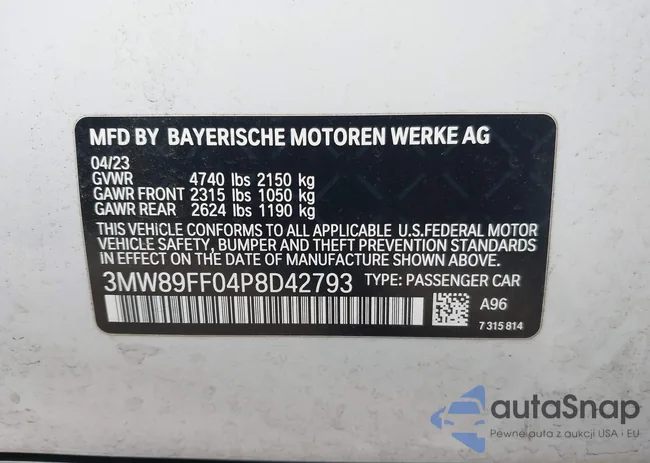 MFD BY BAYERISCHE MOTOREN WERKE AG
04/23
GVWR 4740 lbs 2150 kg
GAWR FRONT 2315 lbs 1050 kg
GAWR REAR 2624 lbs 1190 kg
THIS VEHICLE CONFORMS TO ALL APPLICABLE U.S.FEDERAL MOTOR
VEHICLE SAFETY, BUMPER AND THEFT PREVENTION STANDARDS
IN EFFECT ON THE DATE OF MANUFACTURE SHOWN ABOVE.
3MW89FF04P8D42793 TYPE: PASSENGER CAR
A96
7 315 814
autaSnap
Pewne auta z aukcji USA i EU